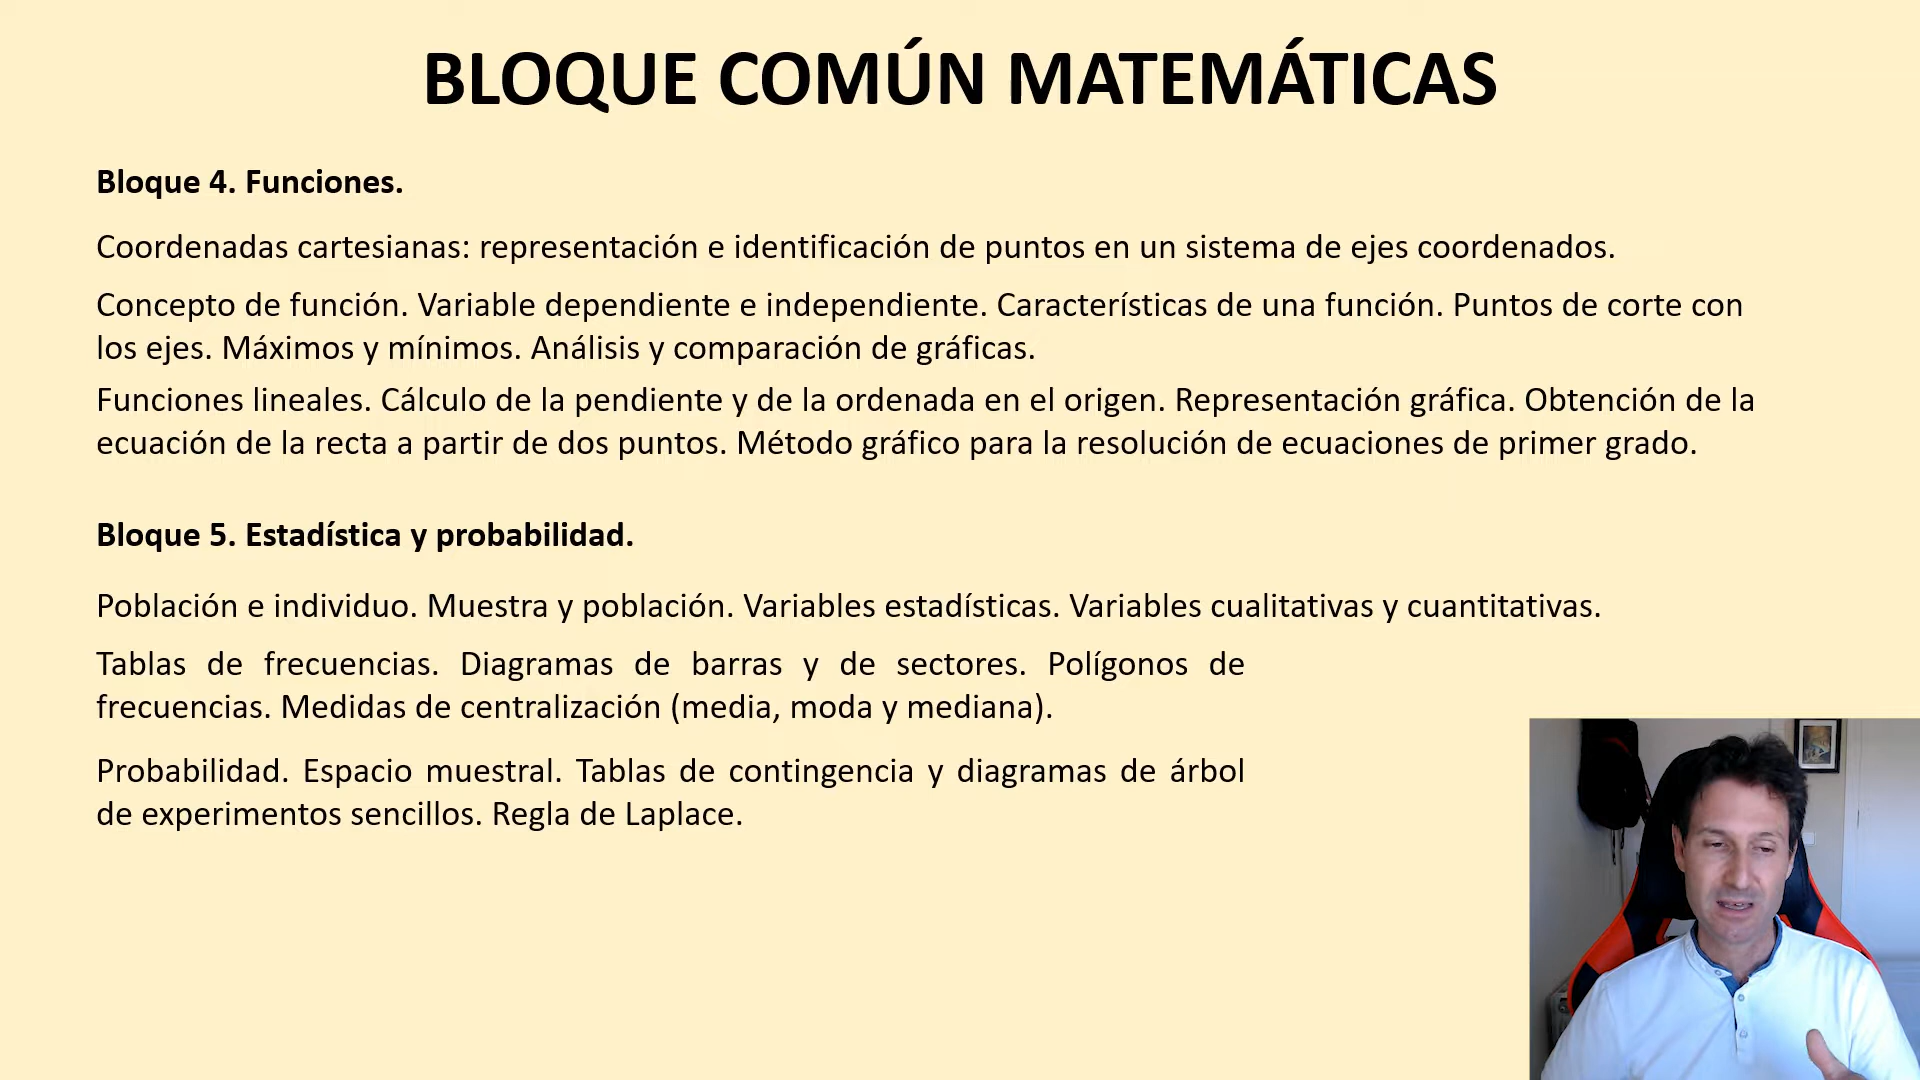 BLOQUE COMÚN MATEMÁTICAS
Bloque 4. Funciones.
Coordenadas cartesianas: representación e identificación de puntos en un sistema de ejes coordenados.
Concepto de función. Variable dependiente e independiente. Características de una función. Puntos de corte con
los ejes. Máximos y mínimos. Análisis y comparación de gráficas.
Funciones lineales. Cálculo de la pendiente y de la ordenada en el origen. Representación gráfica. Obtención de la
ecuación de la recta a partir de dos puntos. Método gráfico para la resolución de ecuaciones de primer grado.
Bloque 5. Estadística y probabilidad.
Población e individuo. Muestra y población. Variables estadísticas. Variables cualitativas y cuantitativas.
Tablas de frecuencias. Diagramas de barras y de sectores. Polígonos de
frecuencias. Medidas de centralización (media, moda y mediana).
Probabilidad. Espacio muestral. Tablas de contingencia y diagramas de árbol
de experimentos sencillos. Regla de Laplace.